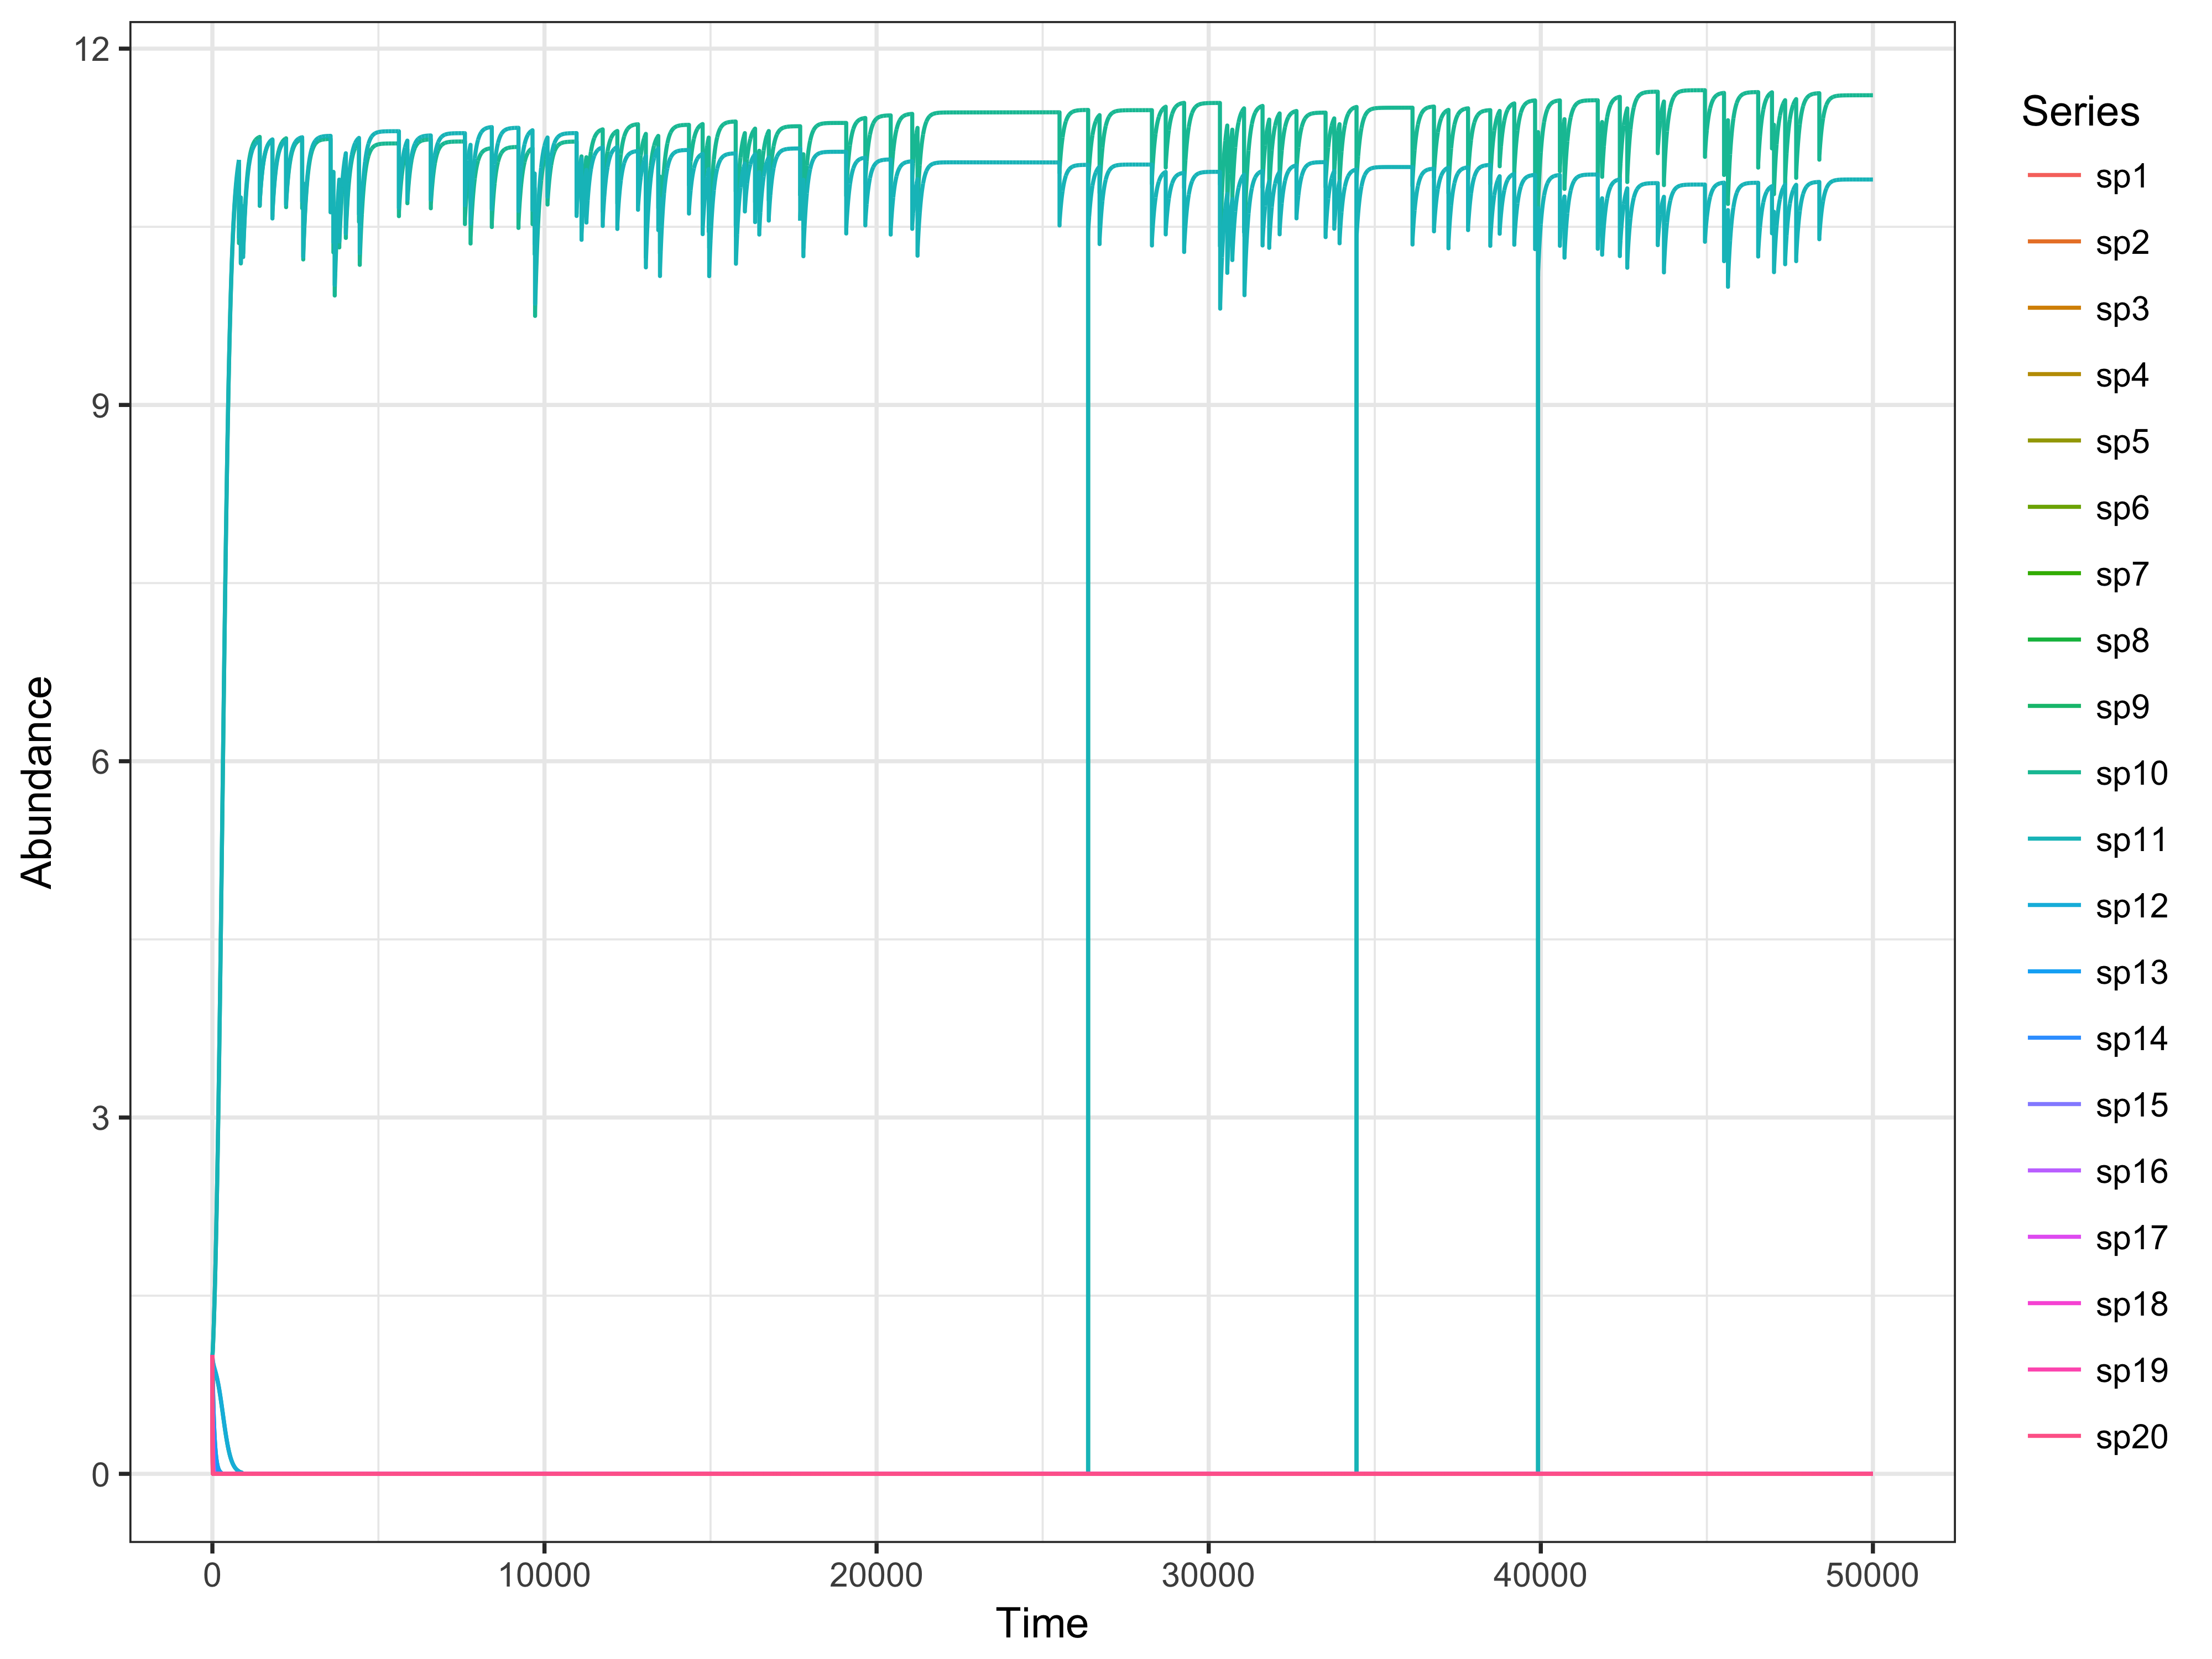 12
9
6
3
0
Abundance
0 10000 20000 30000 40000 50000
Time
Series
sp1
sp2
sp3
sp4
sp5
sp6
sp7
sp8
sp9
sp10
sp11
sp12
sp13
sp14
sp15
sp16
sp17
sp18
sp19
sp20